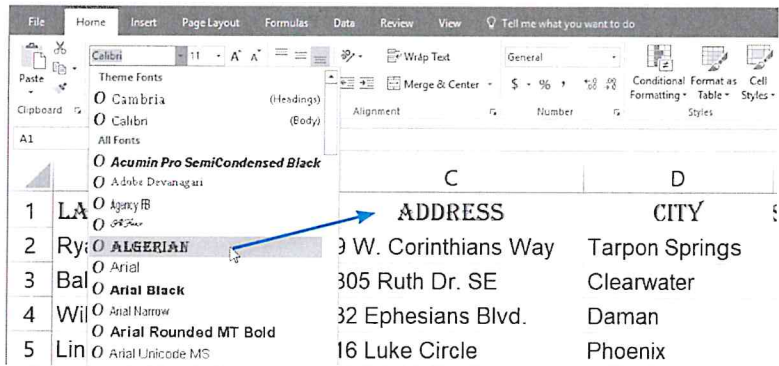 File Home Insert Page Layout Formulas Data Review View Tell me what you want to do
Calibri 11 A A Wrap Text General
Paste Merge & Center $ % , Conditional Formatting Format as Table Cell Styles
Clipboard Alignment Number Styles
A1
Theme Fonts
O Cambria (Headings)
O Calibri (Body)
All Fonts
O Acumin Pro SemiCondensed Black
O Adobe Devanagari
O Agency FB
O ALGERIAN
O Arial
O Arial Black
O Arial Narrow
O Arial Rounded MT Bold
O Arial Unicode MS
C D
1 LA ADDRESS CITY
2 Ry 9 W. Corinthians Way Tarpon Springs
3 Bal 305 Ruth Dr. SE Clearwater
4 Wil 32 Ephesians Blvd. Daman
5 Lin 16 Luke Circle Phoenix